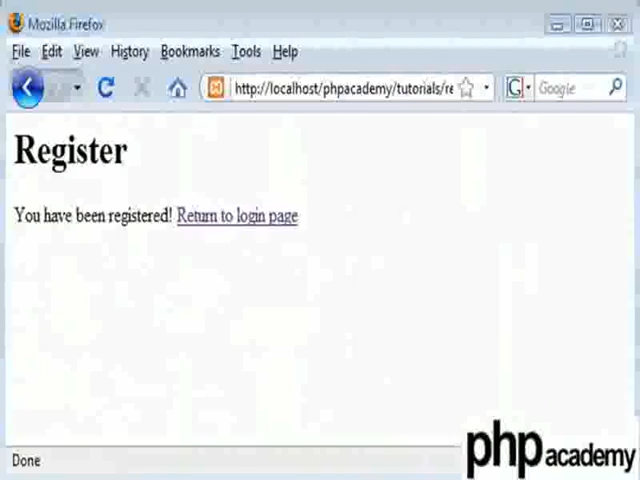 Mozilla Firefox
File Edit View History Bookmarks Tools Help
http://localhost/phpacademy/tutorials/re
G Google
Register
You have been registered! Return to login page
Done
php academy